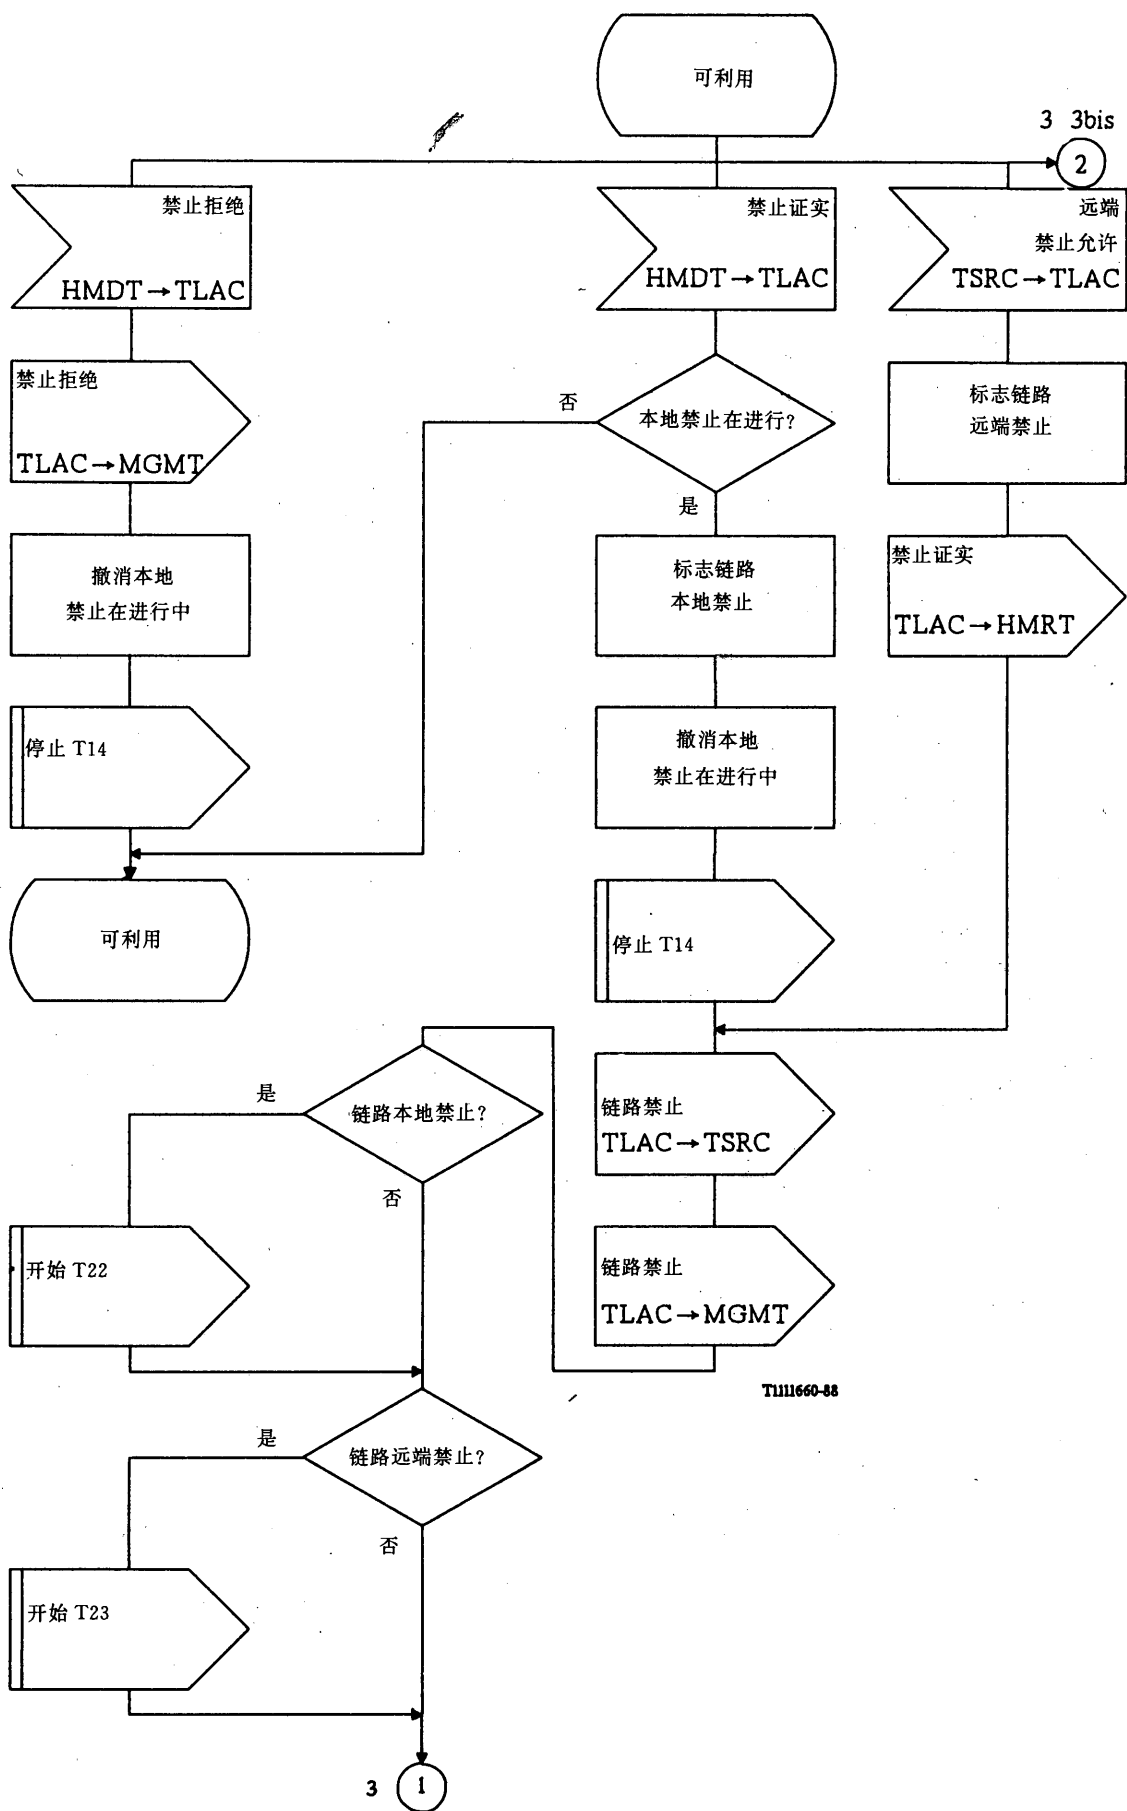 可利用
3 3bis
2
禁止拒绝
HMDT→TLAC
禁止证实
HMDT→TLAC
远端
禁止允许
TSRC→TLAC
禁止拒绝
TLAC→MGMT
否
本地禁止在进行?
是
标志链路
远端禁止
撤消本地
禁止在进行中
标志链路
本地禁止
禁止证实
TLAC→HMRT
停止 T14
撤消本地
禁止在进行中
可利用
停止 T14
是
链路本地禁止?
否
链路禁止
TLAC→TSRC
开始 T22
链路禁止
TLAC→MGMT
T1111660-88
是
链路远端禁止?
否
开始 T23
3
1